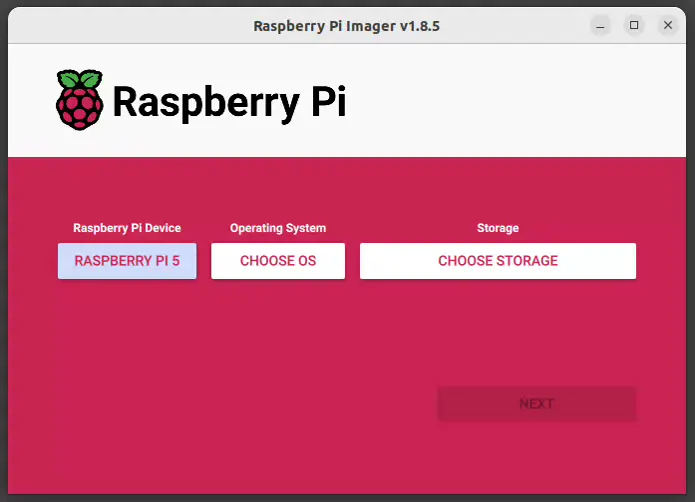 Raspberry Pi Imager v1.8.5
Raspberry Pi
Raspberry Pi Device
Operating System
Storage
RASPBERRY PI 5
CHOOSE OS
CHOOSE STORAGE
NEXT